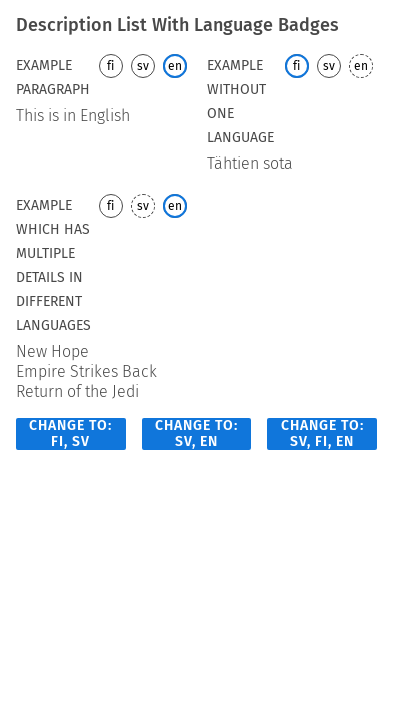 Description List With Language Badges
EXAMPLE PARAGRAPH
fi sv en
This is in English
EXAMPLE WITHOUT ONE LANGUAGE
fi sv en
Tähtien sota
EXAMPLE WHICH HAS MULTIPLE DETAILS IN DIFFERENT LANGUAGES
fi sv en
New Hope
Empire Strikes Back
Return of the Jedi
CHANGE TO: FI, SV
CHANGE TO: SV, EN
CHANGE TO: SV, FI, EN